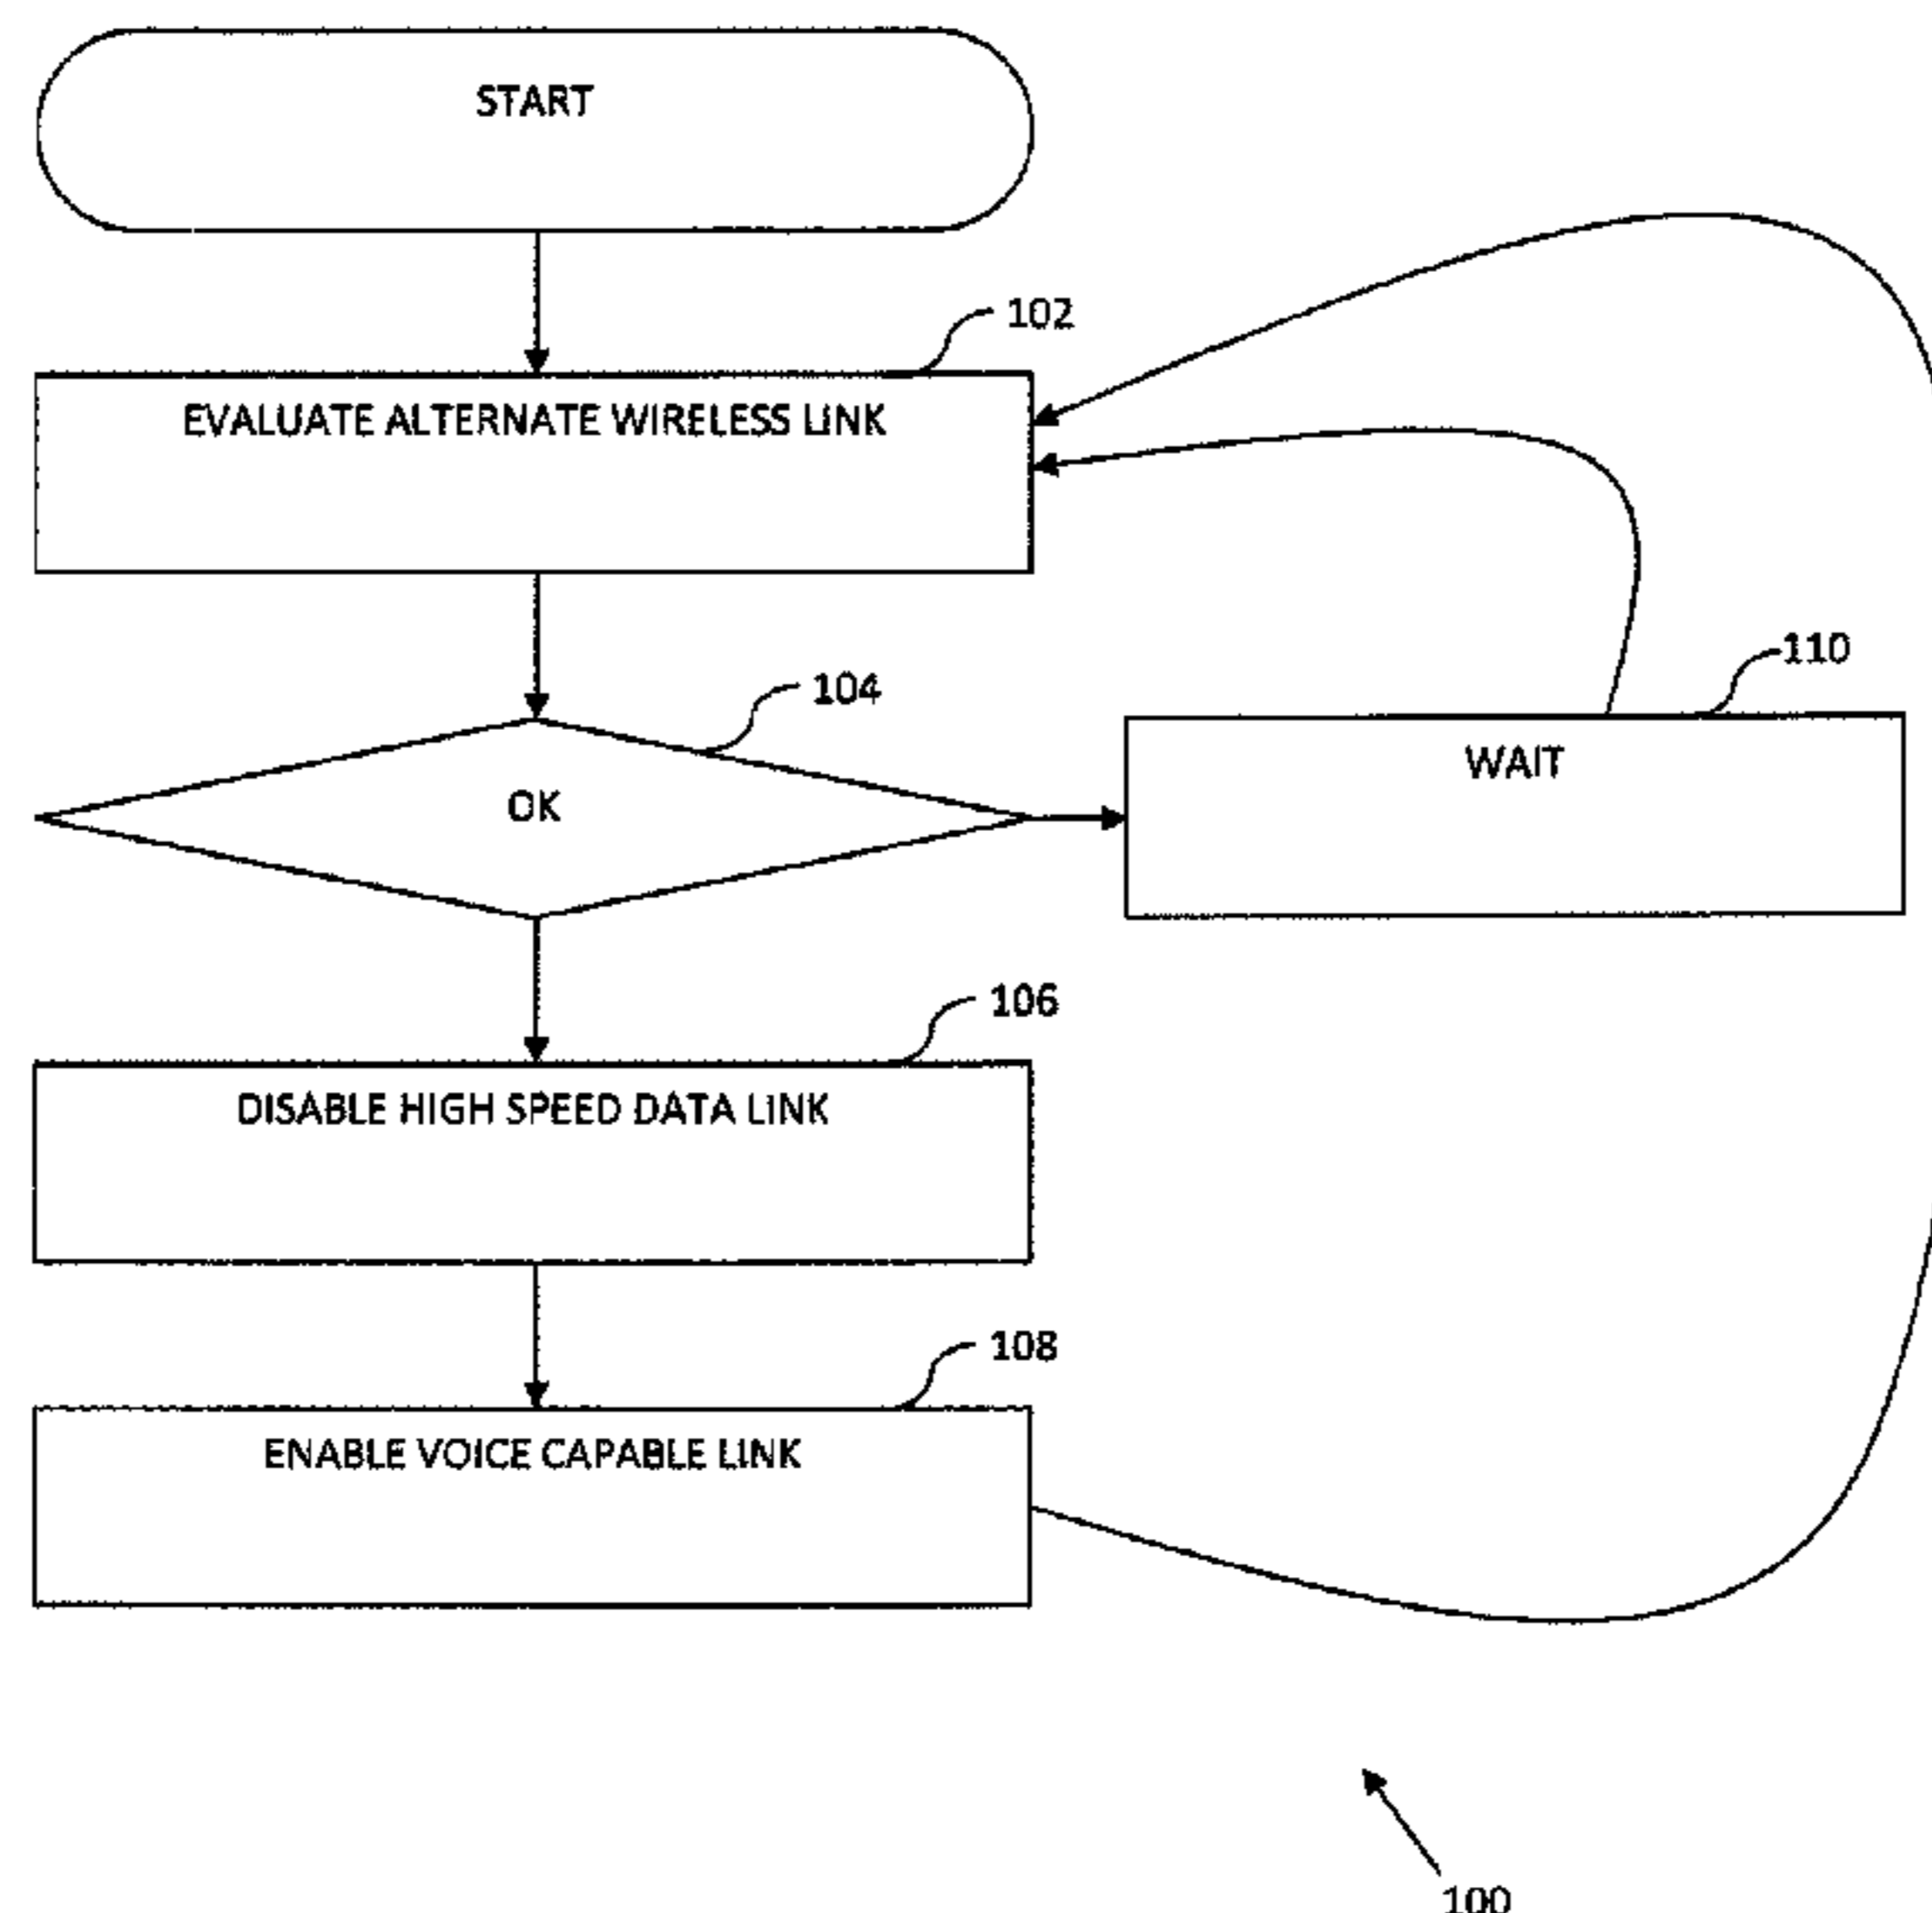 START
102
EVALUATE ALTERNATE WIRELESS LINK
104
OK
110
WAIT
106
DISABLE HIGH SPEED DATA LINK
108
ENABLE VOICE CAPABLE LINK
100